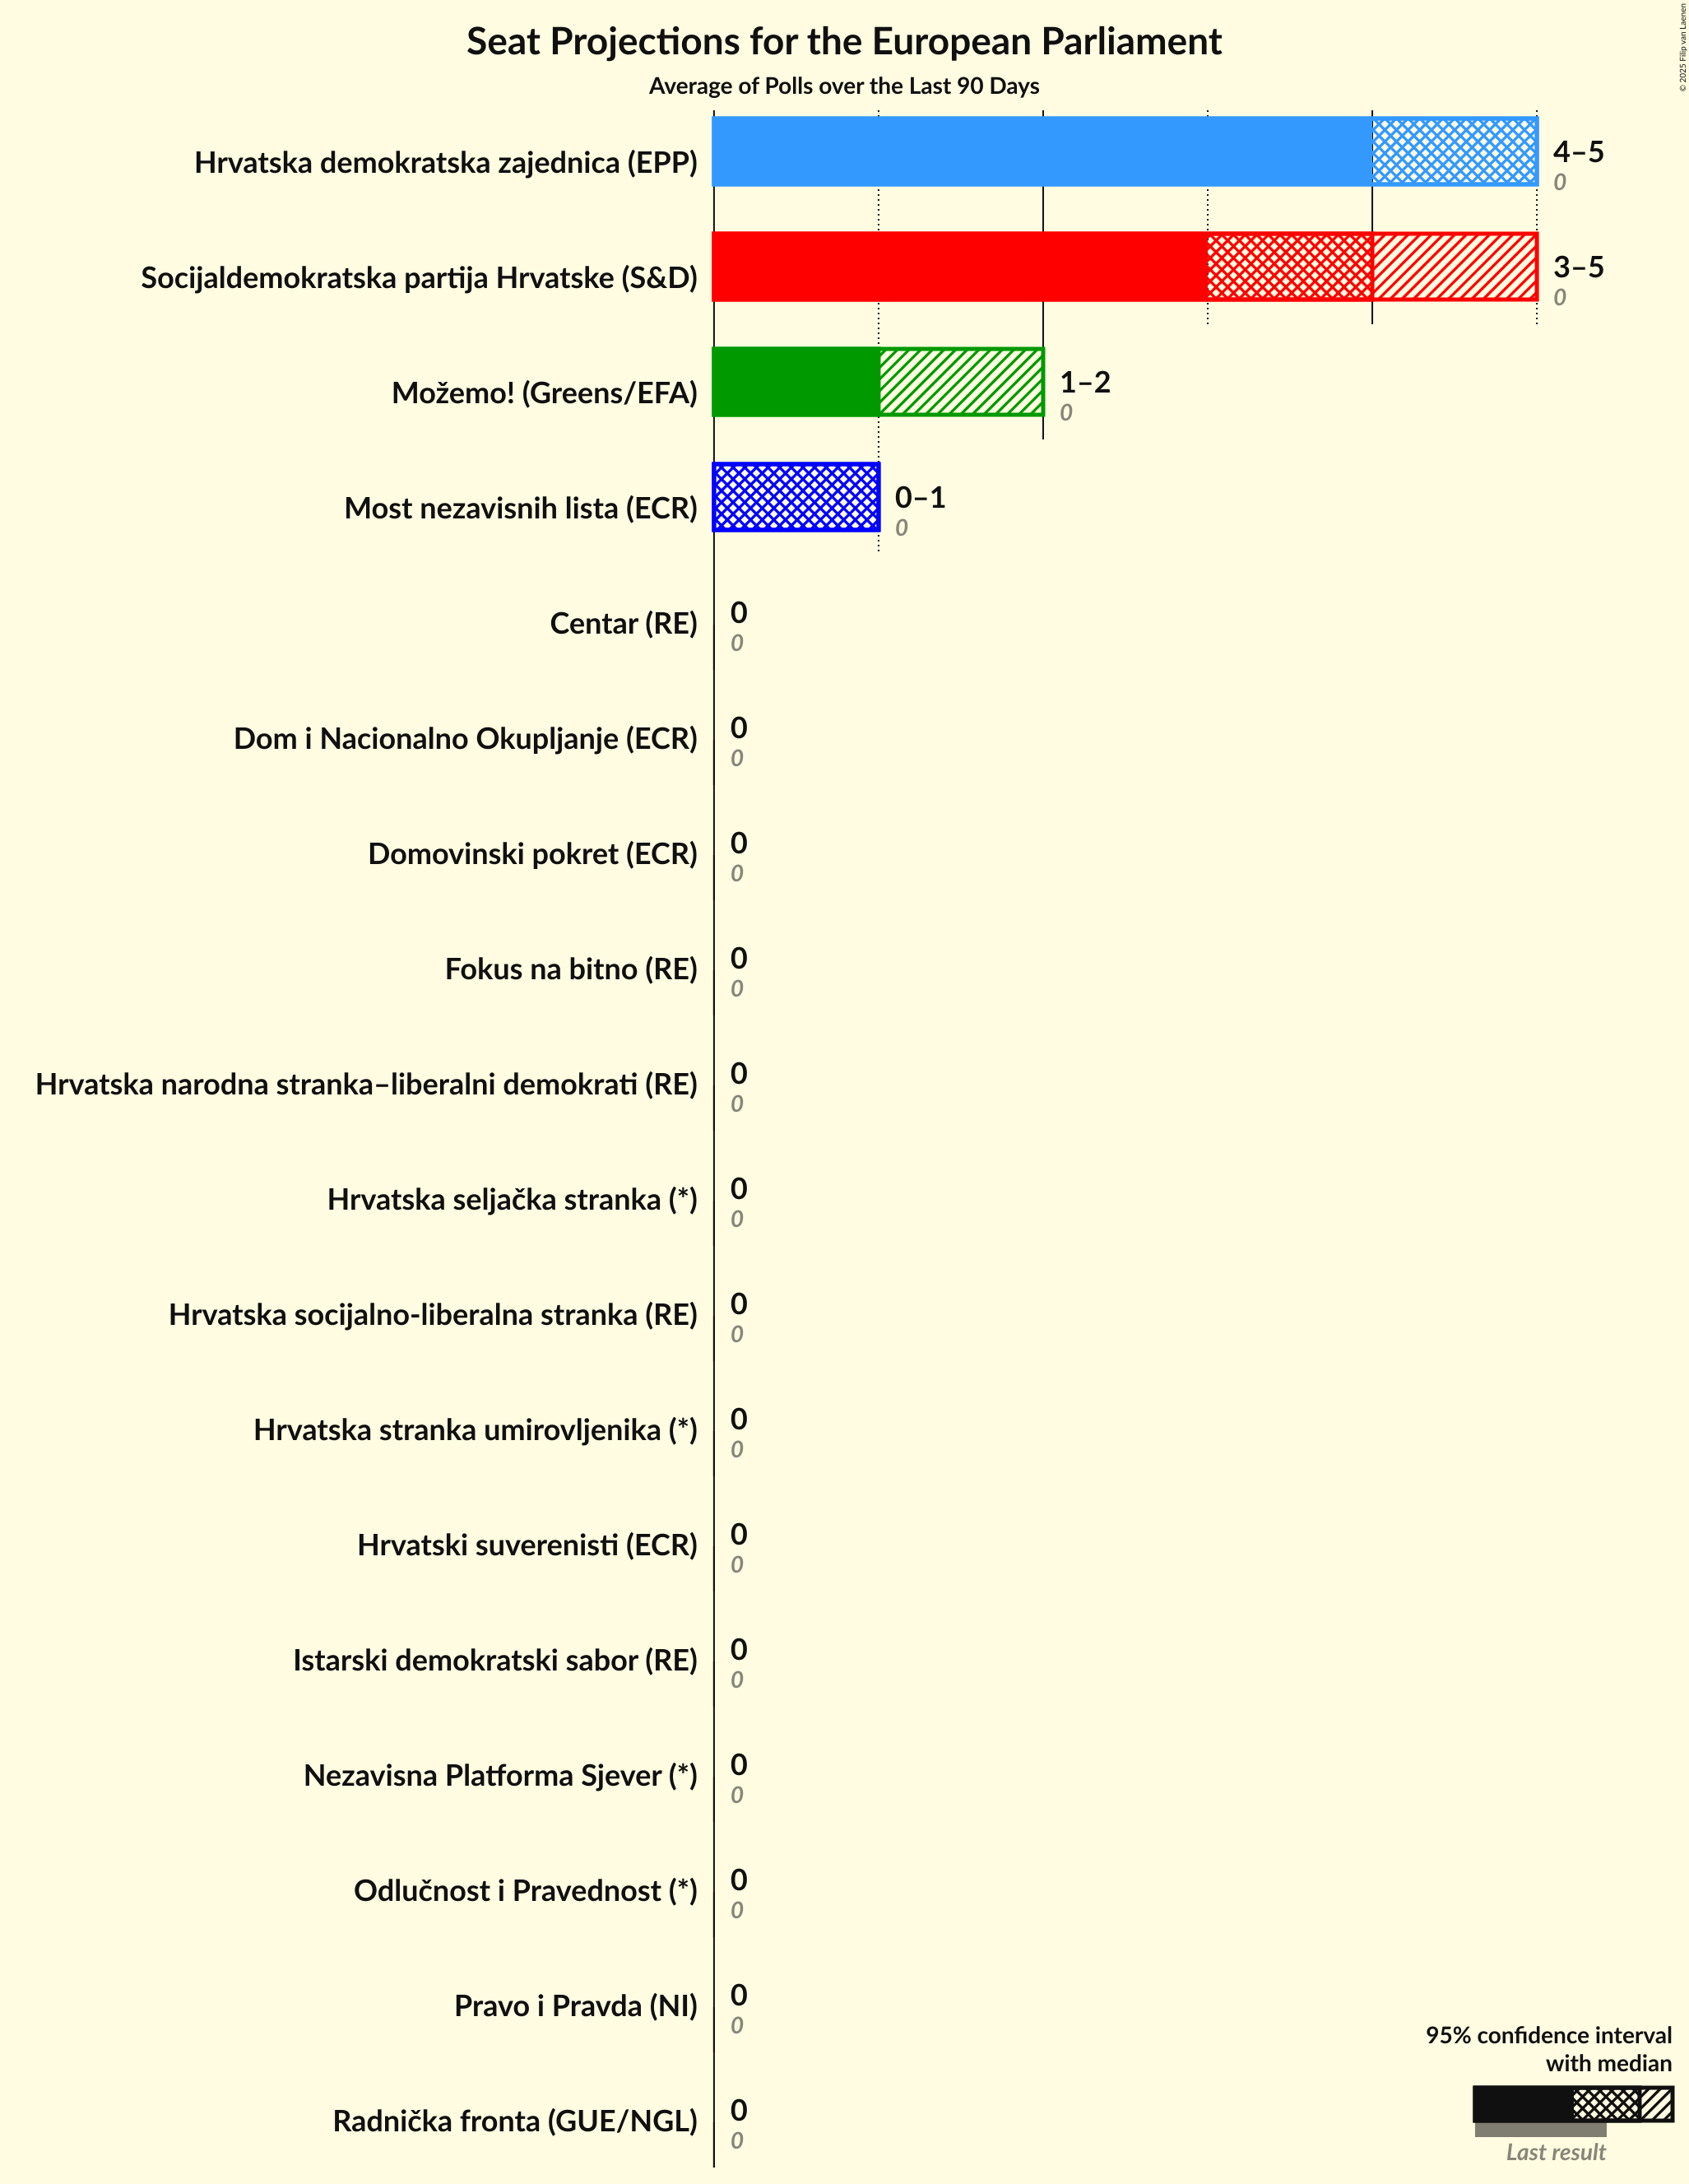 Seat Projections for the European Parliament
Average of Polls over the Last 90 Days
© 2025 Filip van Laenen
Hrvatska demokratska zajednica (EPP)
4–5
0
Socijaldemokratska partija Hrvatske (S&D)
3–5
0
Možemo! (Greens/EFA)
1–2
0
Most nezavisnih lista (ECR)
0–1
0
Centar (RE)
0
0
Dom i Nacionalno Okupljanje (ECR)
0
0
Domovinski pokret (ECR)
0
0
Fokus na bitno (RE)
0
0
Hrvatska narodna stranka–liberalni demokrati (RE)
0
0
Hrvatska seljačka stranka (*)
0
0
Hrvatska socijalno-liberalna stranka (RE)
0
0
Hrvatska stranka umirovljenika (*)
0
0
Hrvatski suverenisti (ECR)
0
0
Istarski demokratski sabor (RE)
0
0
Nezavisna Platforma Sjever (*)
0
0
Odlučnost i Pravednost (*)
0
0
Pravo i Pravda (NI)
0
0
Radnička fronta (GUE/NGL)
0
0
95% confidence interval
with median
Last result